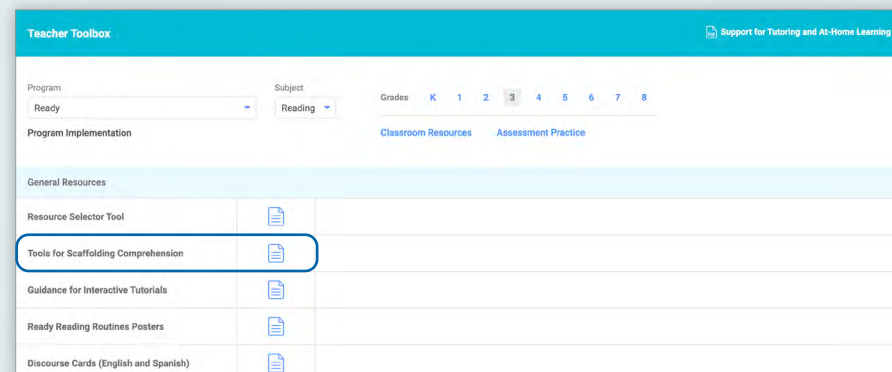 Teacher Toolbox
PDF Support for Tutoring and At-Home Learning
Program
Subject
Ready
Reading
Grades K 1 2 3 4 5 6 7 8
Program Implementation
Classroom Resources Assessment Practice
General Resources
Resource Selector Tool
Tools for Scaffolding Comprehension
Guidance for Interactive Tutorials
Ready Reading Routines Posters
Discourse Cards (English and Spanish)